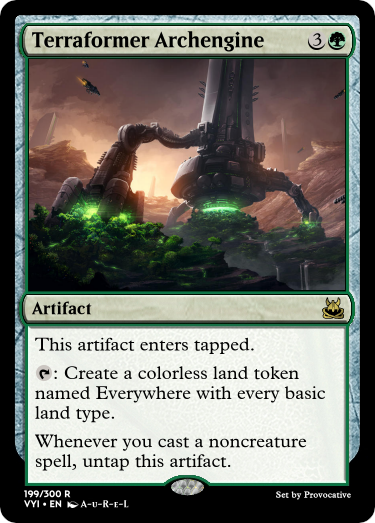 Terraformer Archengine
3
Artifact
This artifact enters tapped.
: Create a colorless land token
named Everywhere with every basic
land type.
Whenever you cast a noncreature
spell, untap this artifact.
199/300 R
VYI • EN A-U-R-E-L
Set by Provocative